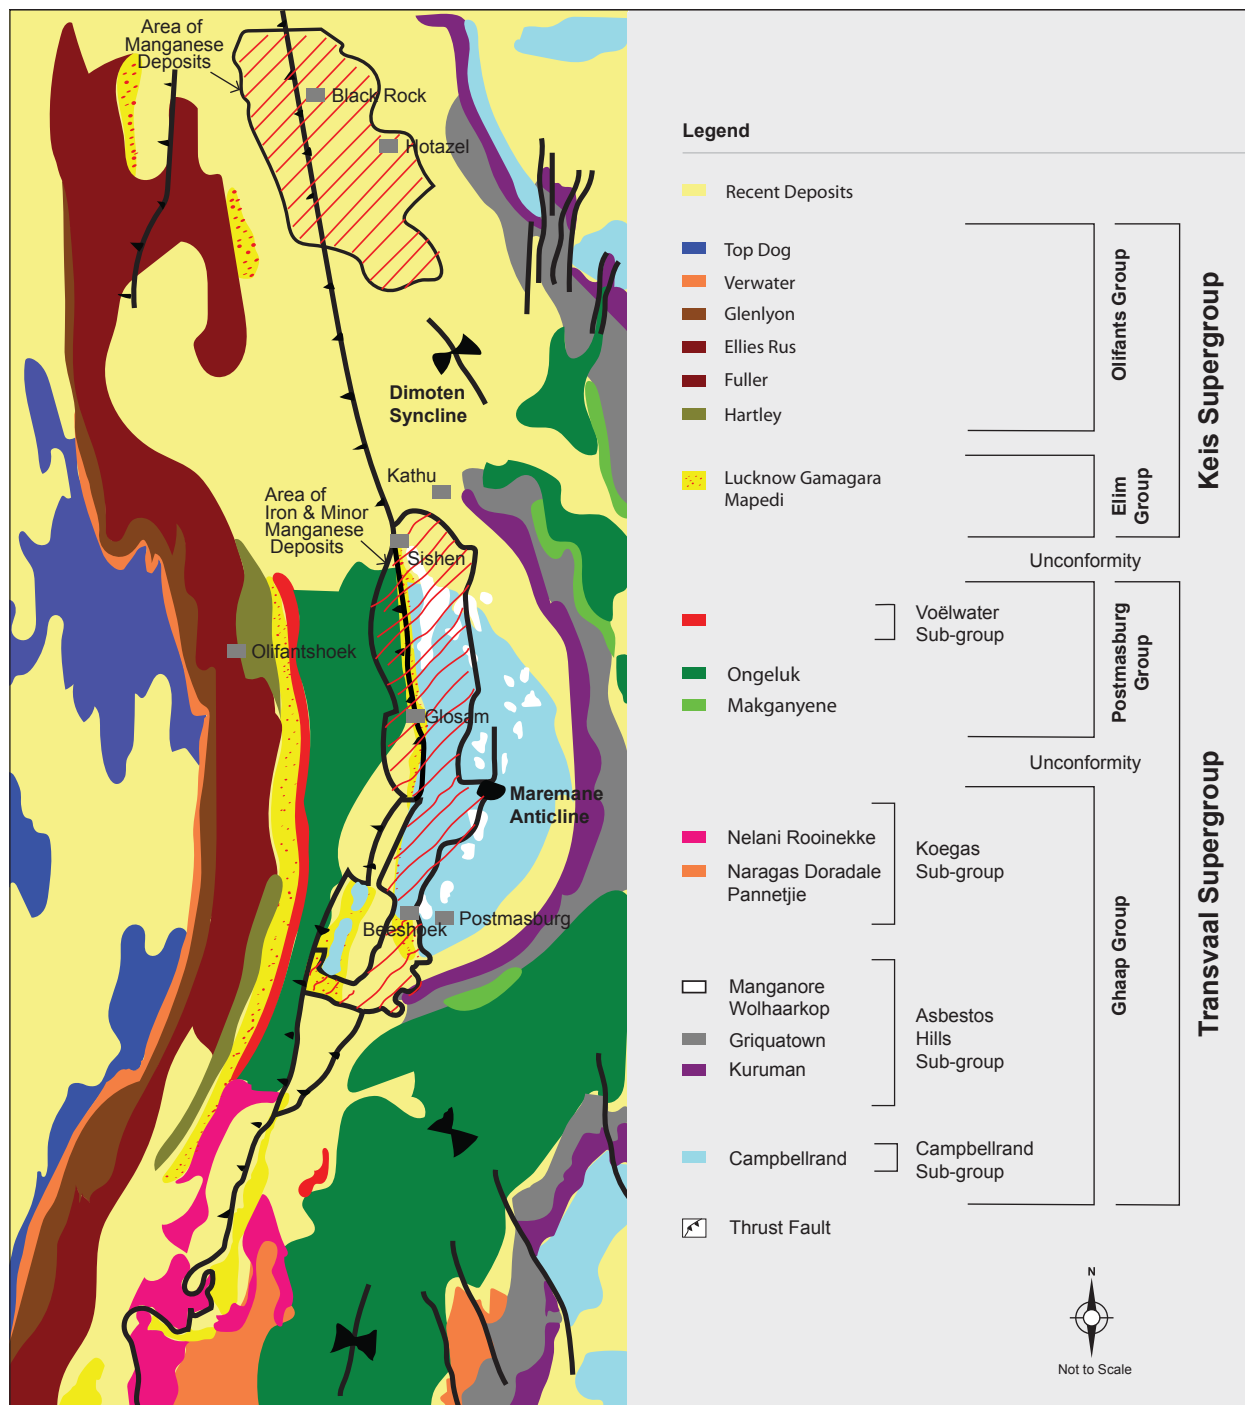 Area of
Manganese
Deposits
Black Rock
Hotazel
Dimoten
Syncline
Kathu
Area of
Iron & Minor
Manganese
Deposits
Sishen
Olifantshoek
Glosam
Maremane
Anticline
Beeshoek
Postmasburg
Legend
Recent Deposits
Top Dog
Verwater
Glenlyon
Ellies Rus
Fuller
Hartley
Olifants Group
Lucknow Gamagara
Mapedi
Elim
Group
Keis Supergroup
Unconformity
Voëlwater
Sub-group
Ongeluk
Makganyene
Postmasburg
Group
Unconformity
Nelani Rooinekke
Naragas Doradale
Pannetjie
Koegas
Sub-group
Manganore
Wolhaarkop
Griquatown
Kuruman
Asbestos
Hills
Sub-group
Campbellrand
Campbellrand
Sub-group
Ghaap Group
Transvaal Supergroup
Thrust Fault
N
Not to Scale